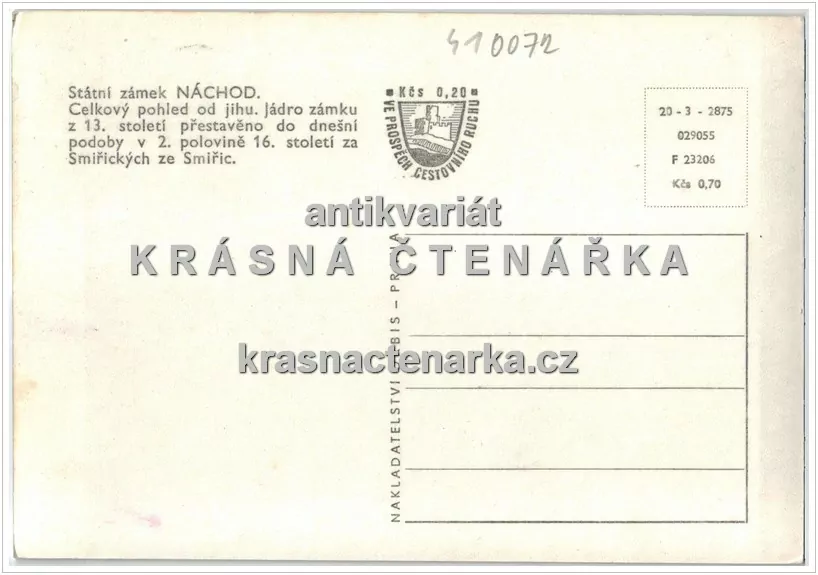 410072
Státní zámek NÁCHOD.
Celkový pohled od jihu. Jádro zámku
z 13. století přestavěno do dnešní
podoby v 2. polovině 16. století za
Smiřických ze Smiřic.
Kčs 0,20
VE PROSPĚCH CESTOVNÍHO RUCHU
20 - 3 - 2875
029055
F 23206
Kčs 0,70
antikvariát
KRÁSNÁ ČTENÁŘKA
krasnactenarka.cz
NAKLADATELSTVÍ